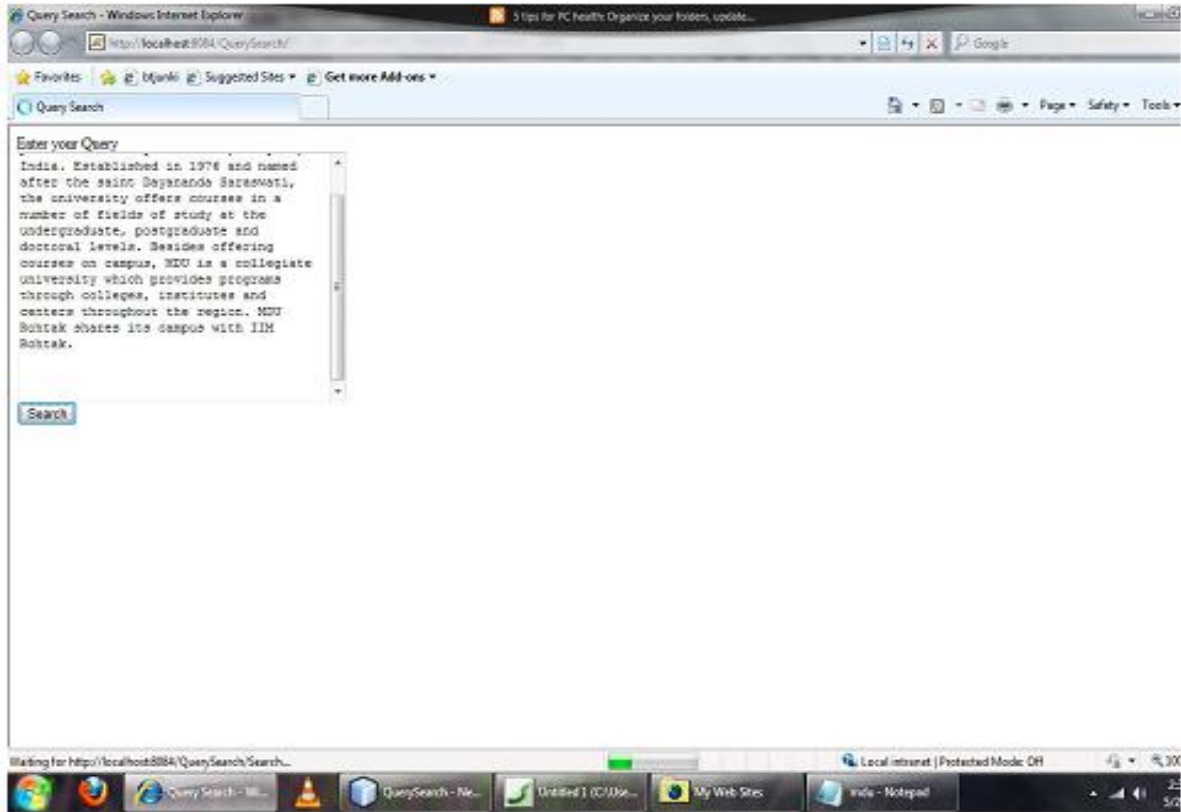 Query Search - Windows Internet Explorer
5 tips for PC health: Organize your folders, update...
http://localhost:8084/QuerySearch/
Google
Favorites btjunki Suggested Sites Get more Add-ons
Query Search
Page Safety Tools
Enter your Query
India. Established in 1976 and named
after the saint Dayananda Saraswati,
the university offers courses in a
number of fields of study at the
undergraduate, postgraduate and
doctoral levels. Besides offering
courses on campus, MDU is a collegiate
university which provides programs
through colleges, institutes and
centers throughout the region. MDU
Rohtak shares its campus with IIM
Rohtak.
Search
Waiting for http://localhost:8084/QuerySearch/Search...
Local intranet | Protected Mode: Off
Query Search - Wi...
QuerySearch - Ne...
Untitled 1 (C:\Use...
My Web Sites
mdu - Notepad